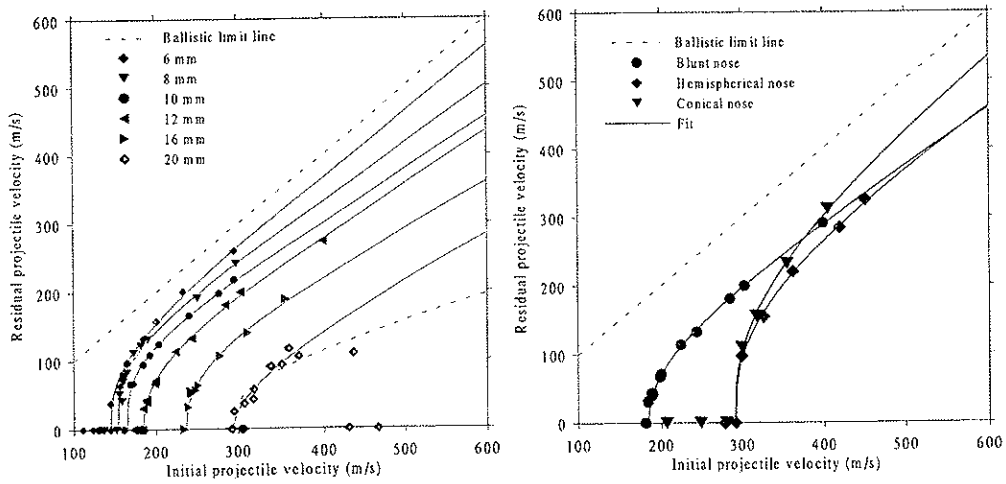 600
500
400
300
200
100
0
Residual projectile velocity (m/s)
Ballistic limit line
6 mm
8 mm
10 mm
12 mm
16 mm
20 mm
100 200 300 400 500 600
Initial projectile velocity (m/s)
600
500
400
300
200
100
0
Residual projectile velocity (m/s)
Ballistic limit line
Blunt nose
Hemispherical nose
Conical nose
Fit
100 200 300 400 500 600
Initial projectile velocity (m/s)